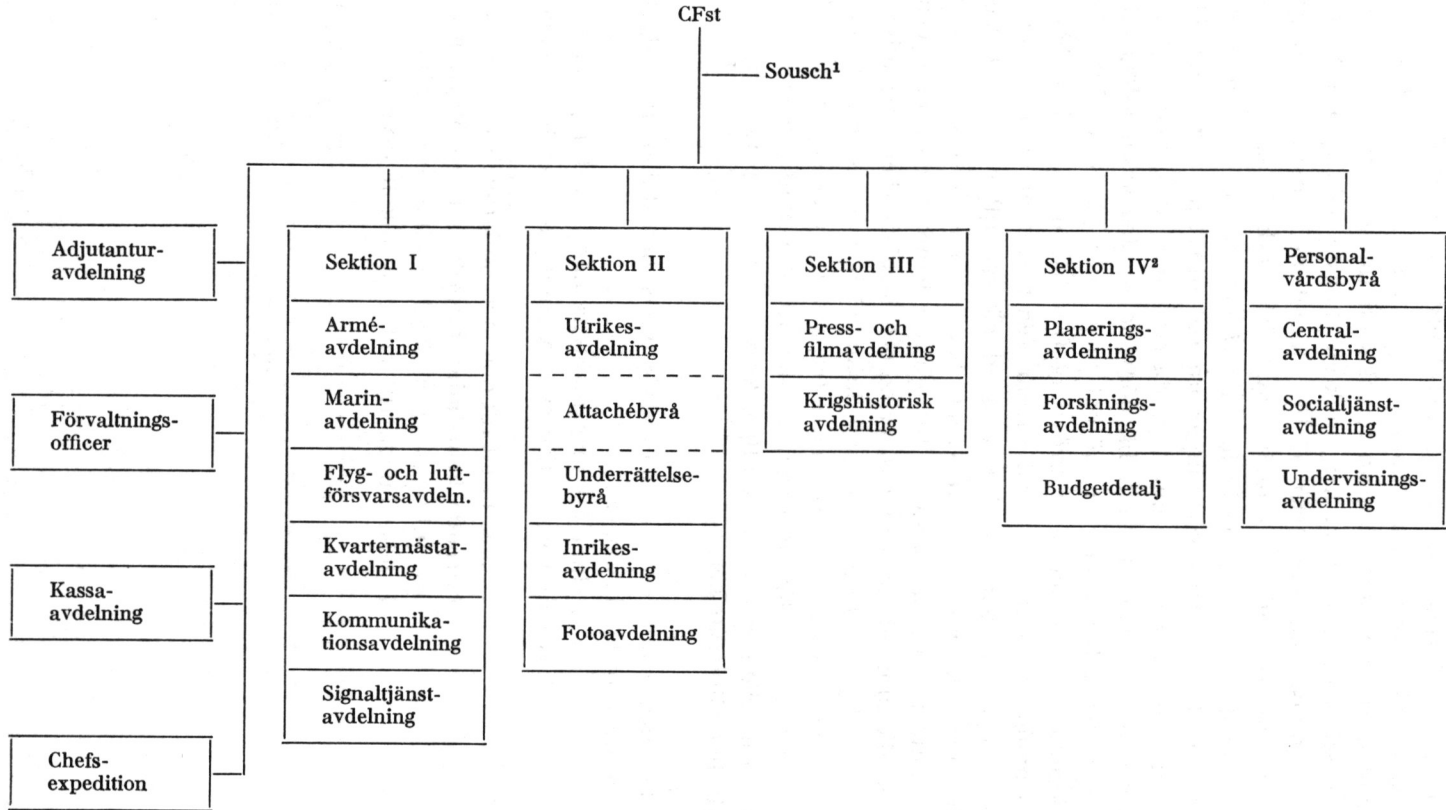 CFst
Sousch¹
Adjutantur-
avdelning
Förvaltnings-
officer
Kassa-
avdelning
Chefs-
expedition
Sektion I
Armé-
avdelning
Marin-
avdelning
Flyg- och luft-
försvarsavdeln.
Kvartermästar-
avdelning
Kommunika-
tionsavdelning
Signaltjänst-
avdelning
Sektion II
Utrikes-
avdelning
Attachébyrå
Underrättelse-
byrå
Inrikes-
avdelning
Fotoavdelning
Sektion III
Press- och
filmavdelning
Krigshistorisk
avdelning
Sektion IV²
Planerings-
avdelning
Forsknings-
avdelning
Budgetdetalj
Personal-
vårdsbyrå
Central-
avdelning
Socialtjänst-
avdelning
Undervisnings-
avdelning